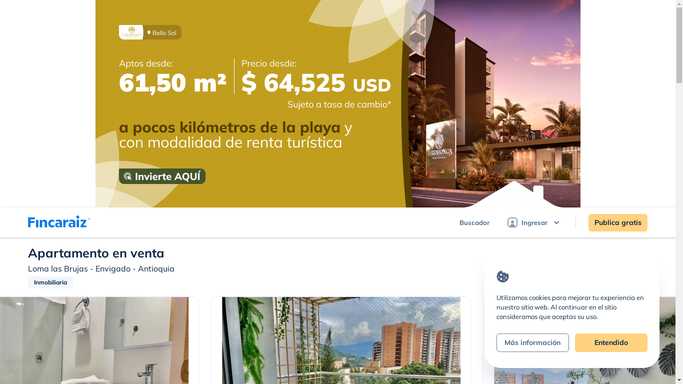 Bello Sol
Aptos desde:
61,50 m²
Precio desde:
$ 64,525 USD
Sujeto a tasa de cambio*
a pocos kilómetros de la playa y
con modalidad de renta turística
Invierte AQUÍ
Fincaraiz
Buscador
Ingresar
Publica gratis
Apartamento en venta
Loma las Brujas - Envigado - Antioquia
Inmobiliaria
Utilizamos cookies para mejorar tu experiencia en
nuestro sitio web. Al continuar en el sitio
consideramos que aceptas su uso.
Más información
Entendido